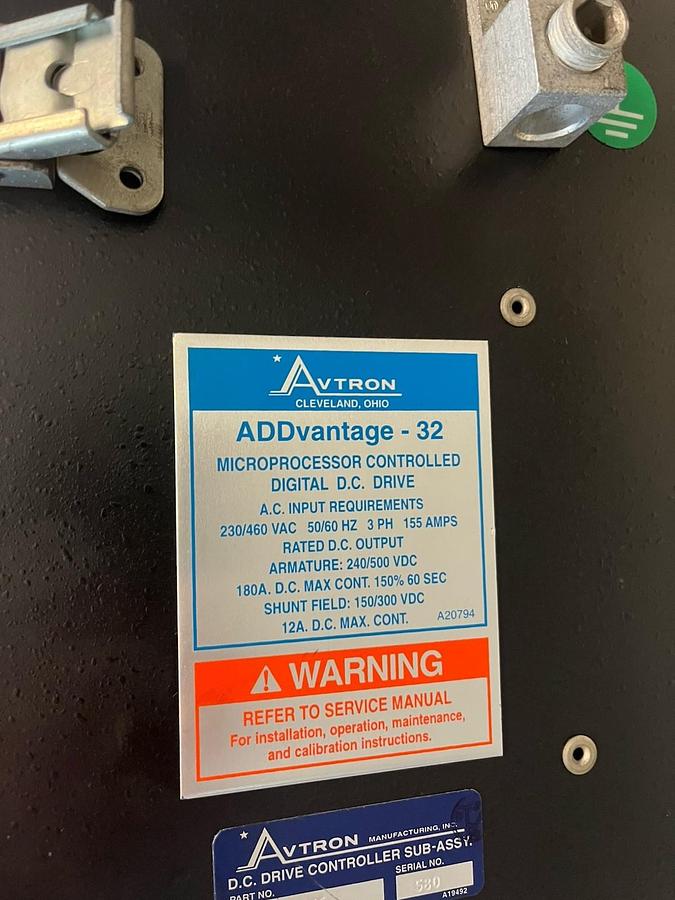 AVTRON
CLEVELAND, OHIO
ADDvantage - 32
MICROPROCESSOR CONTROLLED
DIGITAL D.C. DRIVE
A.C. INPUT REQUIREMENTS
230/460 VAC 50/60 HZ 3 PH 155 AMPS
RATED D.C. OUTPUT
ARMATURE: 240/500 VDC
180A. D.C. MAX CONT. 150% 60 SEC
SHUNT FIELD: 150/300 VDC
12A. D.C. MAX. CONT. A20794
WARNING
REFER TO SERVICE MANUAL
For installation, operation, maintenance,
and calibration instructions.
AVTRON MANUFACTURING, INC.
D.C. DRIVE CONTROLLER SUB-ASSY.
PART NO. SERIAL NO.
580
A19492